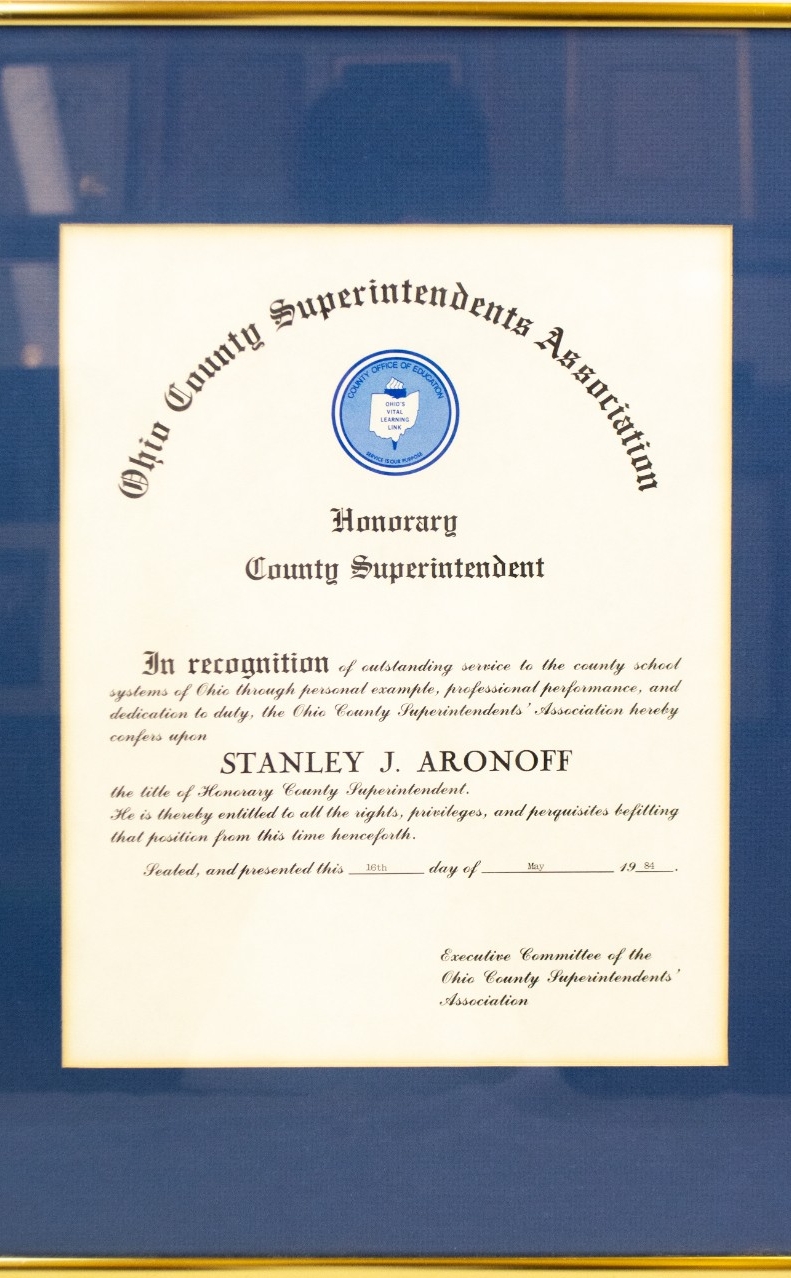 Ohio County Superintendents Association
COUNTY OFFICE OF EDUCATION
OHIO'S
VITAL
LEARNING
LINK
SERVICE IS OUR PURPOSE
Honorary
County Superintendent
In recognition of outstanding service to the county school
systems of Ohio through personal example, professional performance, and
dedication to duty, the Ohio County Superintendents' Association hereby
confers upon
STANLEY J. ARONOFF
the title of Honorary County Superintendent.
He is thereby entitled to all the rights, privileges, and perquisites befitting
that position from this time henceforth.
Sealed, and presented this 16th day of May 19 84.
Executive Committee of the
Ohio County Superintendents'
Association